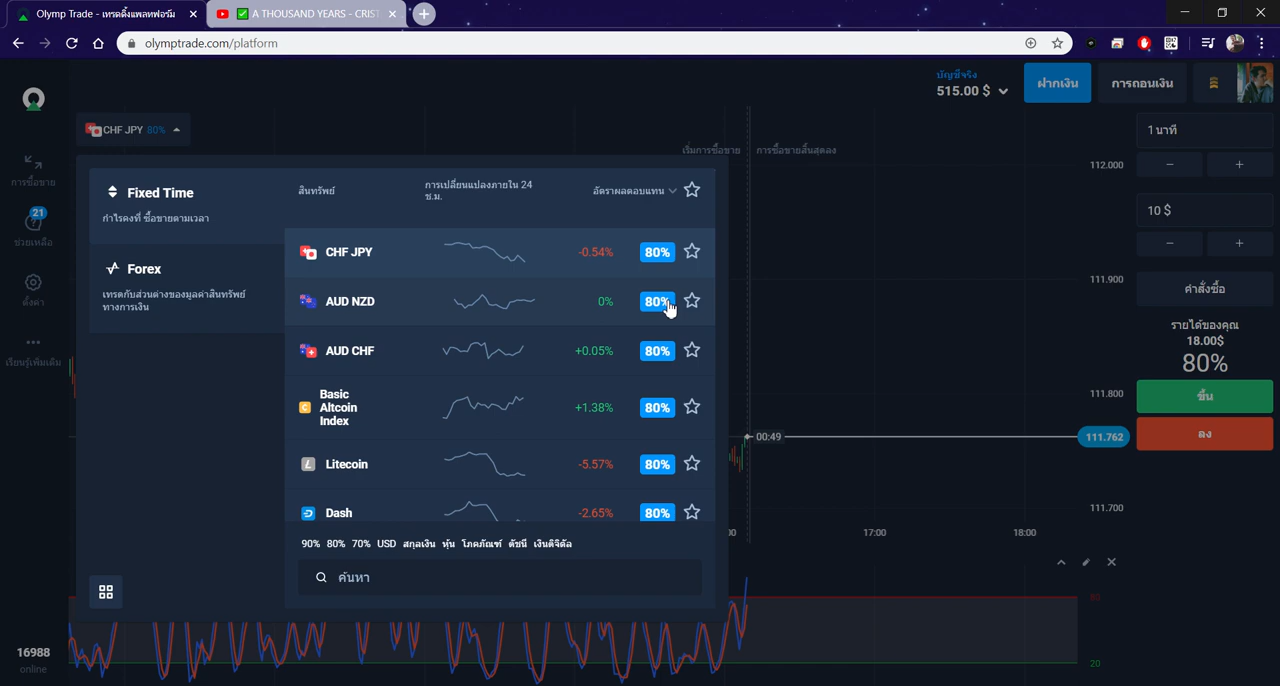 Olymp Trade - เทรดดิ้งแพลทฟอร์ม
A THOUSAND YEARS - CRIST
olymptrade.com/platform
บัญชีจริง
515.00 $
ฝากเงิน
การถอนเงิน
CHF JPY 80%
การซื้อขาย
21
ช่วยเหลือ
ตั้งค่า
เรียนรู้เพิ่มเติม
16988
online
Fixed Time
กำไรคงที่ ซื้อขายตามเวลา
Forex
เทรดกับส่วนต่างของมูลค่าสินทรัพย์
ทางการเงิน
สินทรัพย์
การเปลี่ยนแปลงภายใน 24
ช.ม.
อัตราผลตอบแทน
CHF JPY -0.54% 80%
AUD NZD 0% 80%
AUD CHF +0.05% 80%
Basic
Altcoin
Index
+1.38% 80%
Litecoin -5.57% 80%
Dash -2.65% 80%
90% 80% 70% USD สกุลเงิน หุ้น โภคภัณฑ์ ดัชนี เงินดิจิตัล
ค้นหา
เริ่มการซื้อขาย
การซื้อขายสิ้นสุดลง
00:49
112.000
111.900
111.800
111.762
111.700
17:00
18:00
80
20
1 นาที
−
+
10 $
−
+
คำสั่งซื้อ
รายได้ของคุณ
18.00$
80%
ขึ้น
ลง